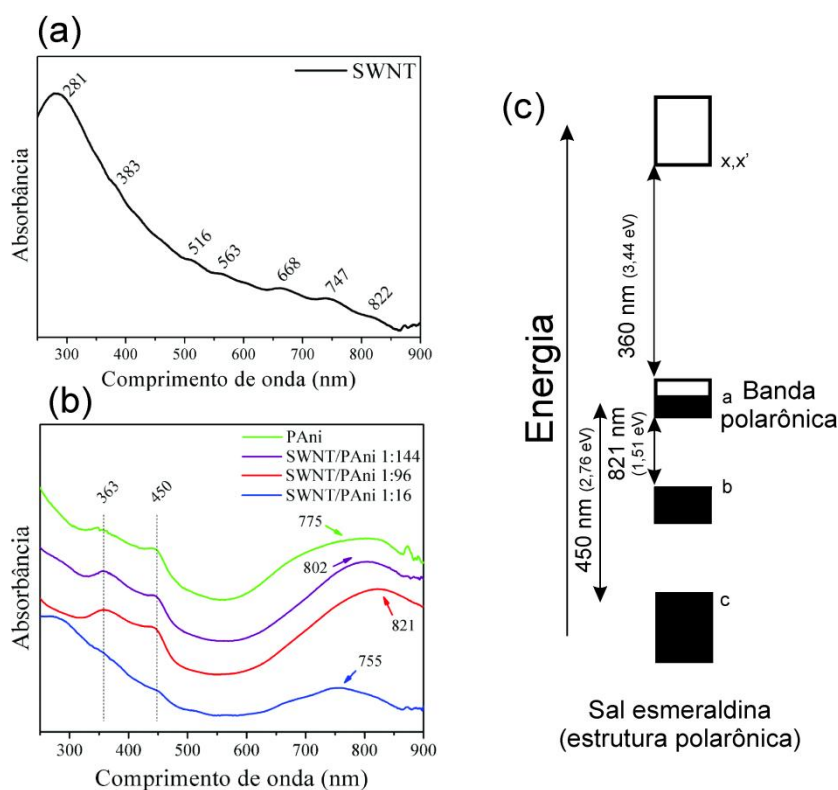 (a)
SWNT
281
383
516
563
668
747
822
Absorbância
300 400 500 600 700 800 900
Comprimento de onda (nm)
(b)
PAni
SWNT/PAni 1:144
SWNT/PAni 1:96
SWNT/PAni 1:16
363
450
775
802
821
755
Absorbância
300 400 500 600 700 800 900
Comprimento de onda (nm)
(c)
Energia
x,x'
360 nm (3,44 eV)
a
Banda
polarônica
821 nm
(1,51 eV)
450 nm (2,76 eV)
b
c
Sal esmeraldina
(estrutura polarônica)